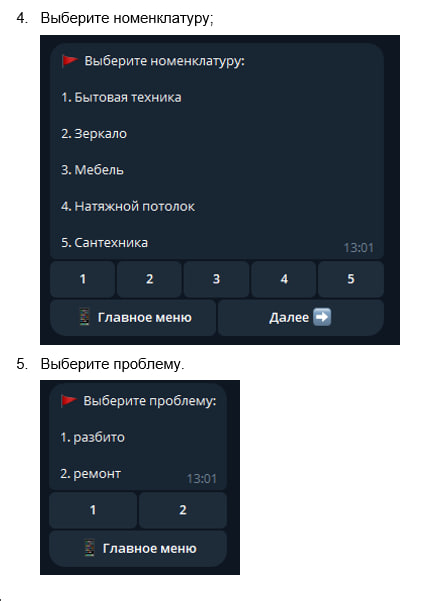 4. Выберите номенклатуру;
Выберите номенклатуру:
1. Бытовая техника
2. Зеркало
3. Мебель
4. Натяжной потолок
5. Сантехника
13:01
1 2 3 4 5
Главное меню Далее
5. Выберите проблему.
Выберите проблему:
1. разбито
2. ремонт
13:01
1 2
Главное меню